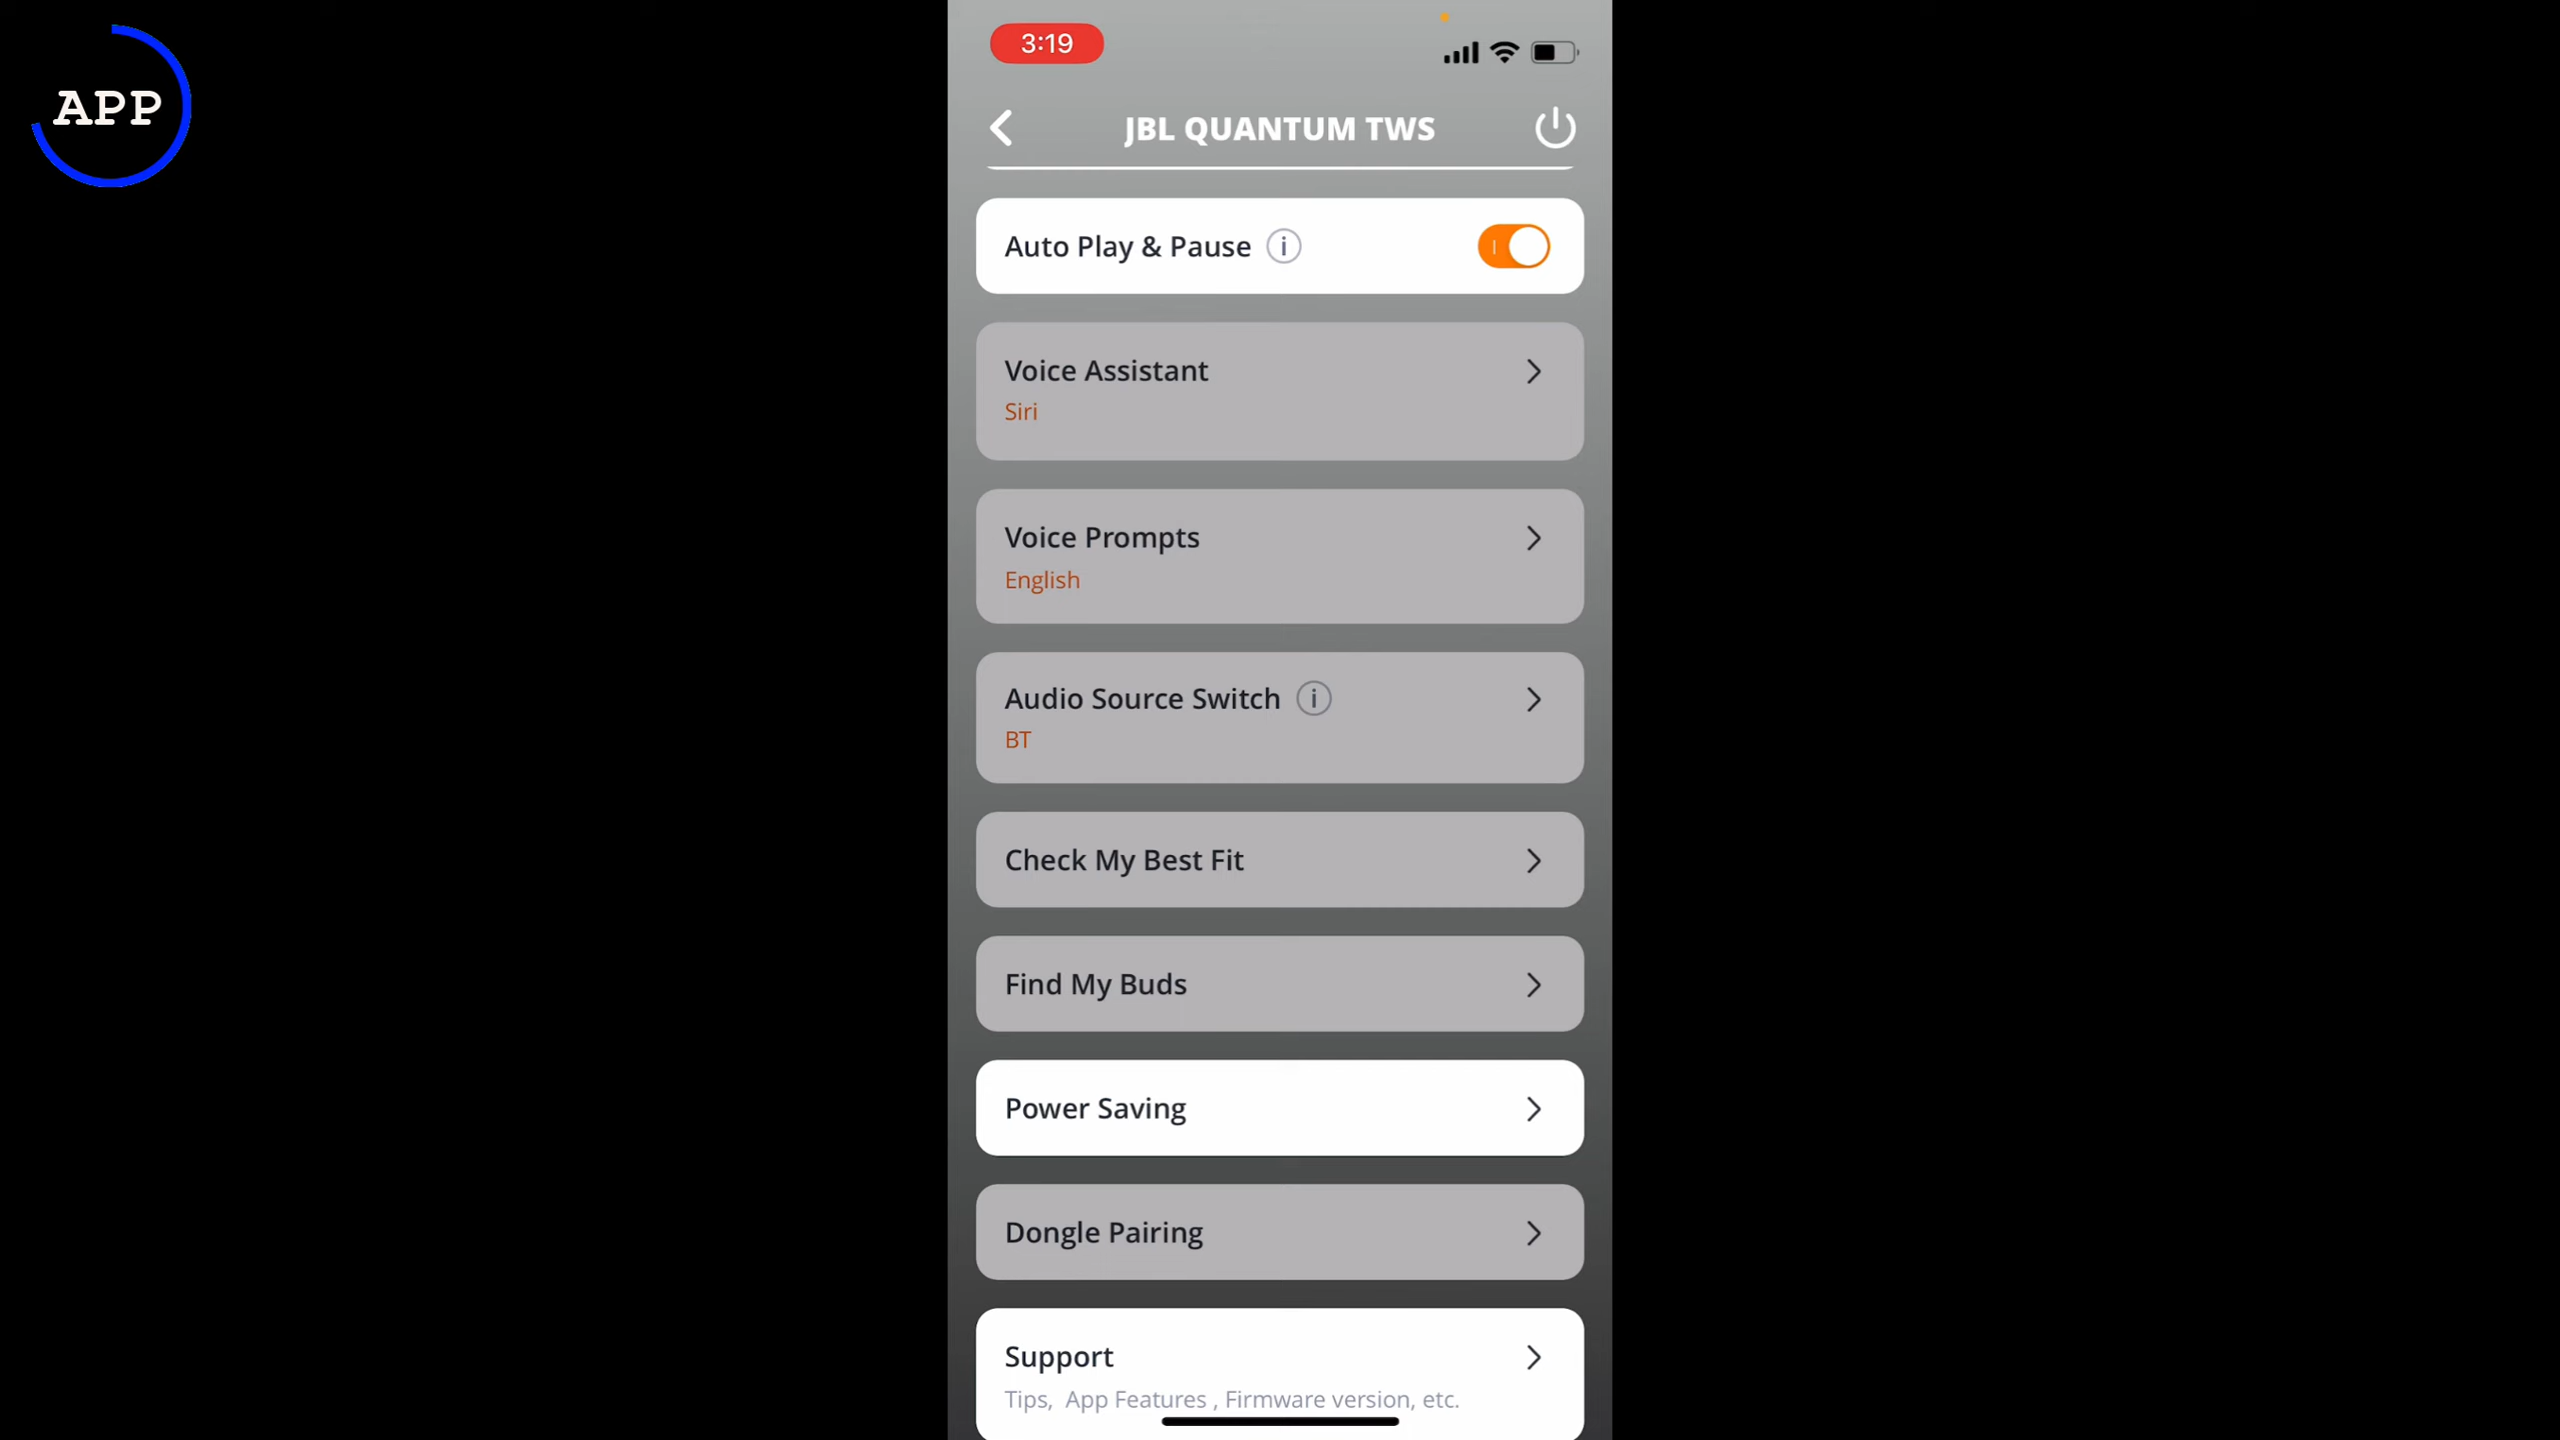 APP
3:19
JBL QUANTUM TWS
Auto Play & Pause
Voice Assistant
Siri
Voice Prompts
English
Audio Source Switch
BT
Check My Best Fit
Find My Buds
Power Saving
Dongle Pairing
Support
Tips, App Features , Firmware version, etc.